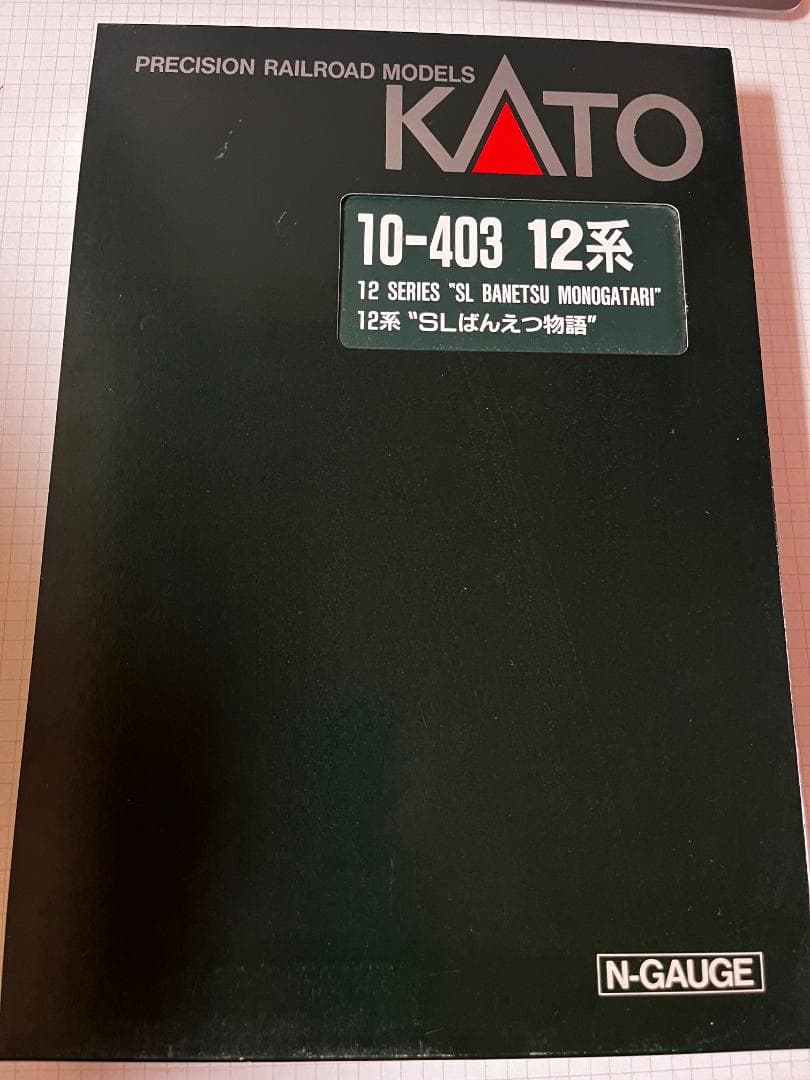 PRECISION RAILROAD MODELS
KATO
10-403 12系
12 SERIES "SL BANETSU MONOGATARI"
12系 "SLばんえつ物語"
N-GAUGE